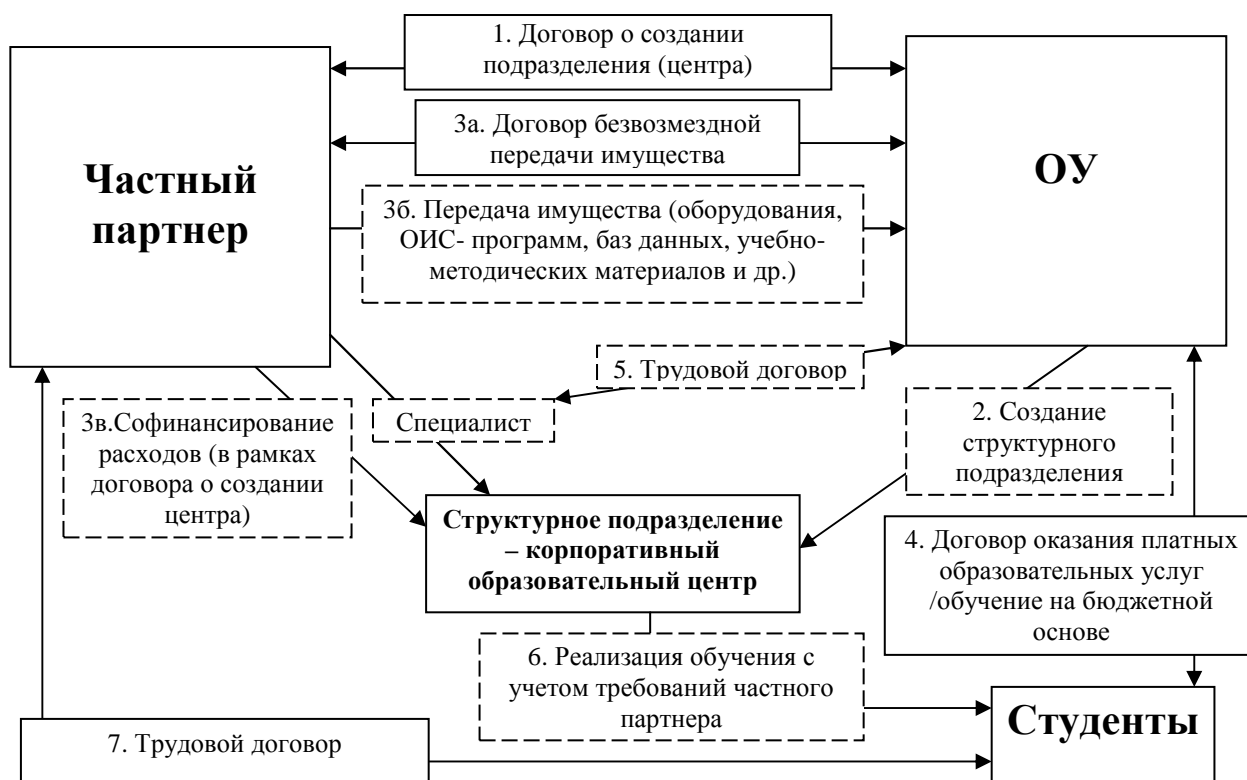 1. Договор о создании
подразделения (центра)
3а. Договор безвозмездной
передачи имущества
Частный
партнер
ОУ
3б. Передача имущества (оборудования,
ОИС- программ, баз данных, учебно-
методических материалов и др.)
5. Трудовой договор
3в.Софинансирование
расходов (в рамках
договора о создании
центра)
Специалист
2. Создание
структурного
подразделения
Структурное подразделение
– корпоративный
образовательный центр
4. Договор оказания платных
образовательных услуг
/обучение на бюджетной
основе
6. Реализация обучения с
учетом требований частного
партнера
Студенты
7. Трудовой договор